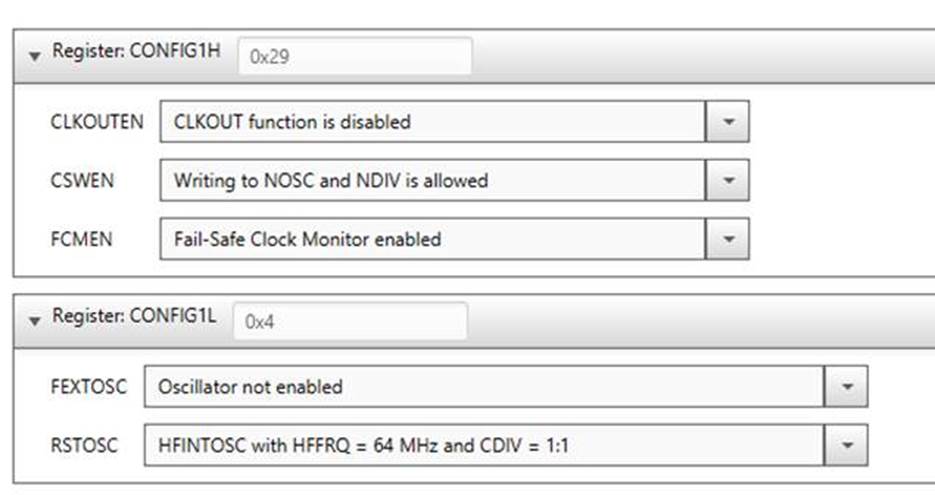 Register: CONFIG1H 0x29
CLKOUTEN CLKOUT function is disabled
CSWEN Writing to NOSC and NDIV is allowed
FCMEN Fail-Safe Clock Monitor enabled
Register: CONFIG1L 0x4
FEXTOSC Oscillator not enabled
RSTOSC HFINTOSC with HFFRQ = 64 MHz and CDIV = 1:1